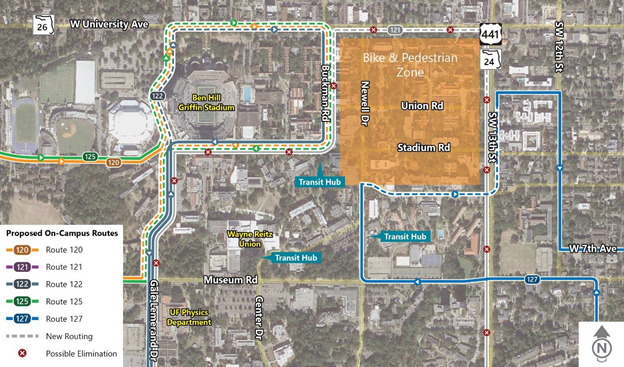 26
W University Ave
121
441
24
SW 12th St
Bike & Pedestrian
Zone
122
Ben Hill
Griffin Stadium
Buckman Rd
Newell Dr
Union Rd
Stadium Rd
SW 13th St
125
120
Transit Hub
Wayne Reitz
Union
Transit Hub
Transit Hub
W 7th Ave
Museum Rd
127
Gale Lemerand Dr
Center Dr
UF Physics
Department
Proposed On-Campus Routes
120 Route 120
121 Route 121
122 Route 122
125 Route 125
127 Route 127
New Routing
Possible Elimination
N